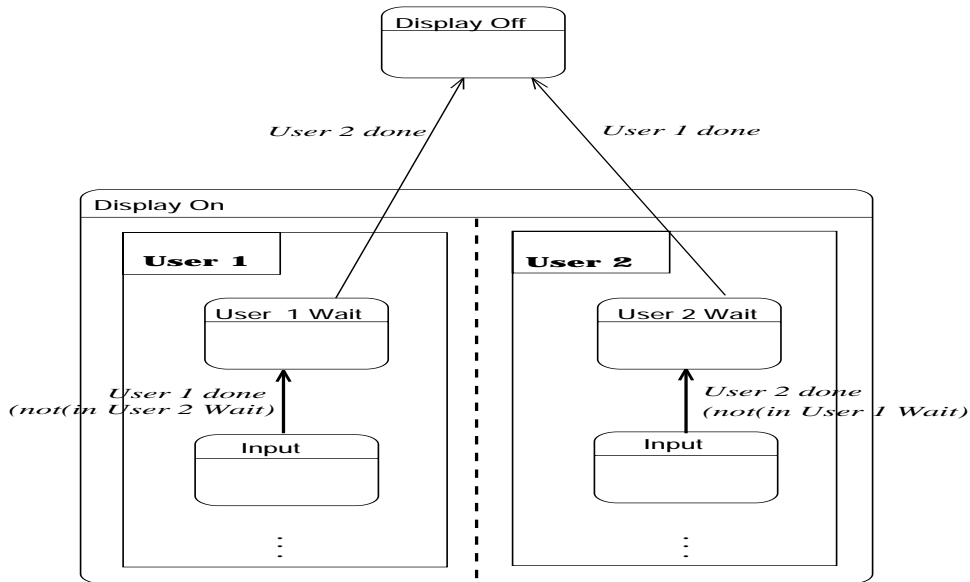 Display Off
User 2 done
User 1 done
Display On
User 1
User 2
User 1 Wait
User 2 Wait
User 1 done
(not(in User 2 Wait)
User 2 done
(not(in User 1 Wait)
Input
Input